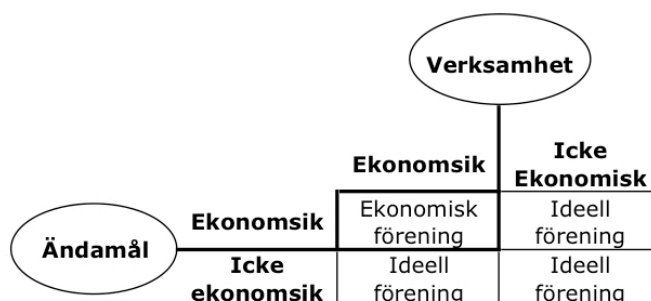 Verksamhet
Ekonomsik
Icke
Ekonomisk
Ändamål
Ekonomsik
Ekonomisk
förening
Ideell
förening
Icke
ekonomsik
Ideell
förening
Ideell
förening